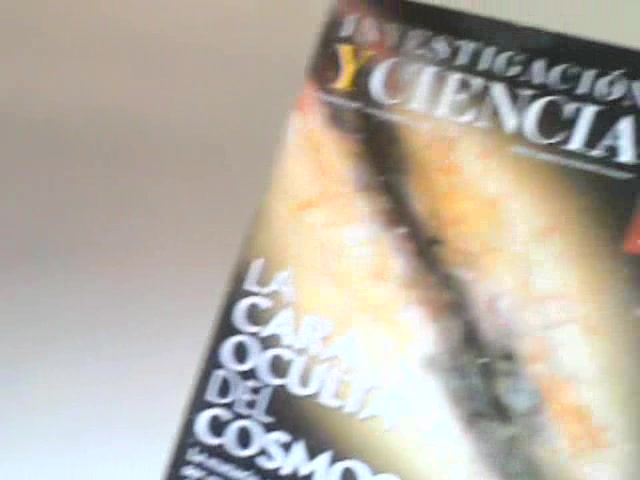 INVESTIGACIÓN
Y CIENCIA
LA
CARA
OCULTA
DEL
COSMOS